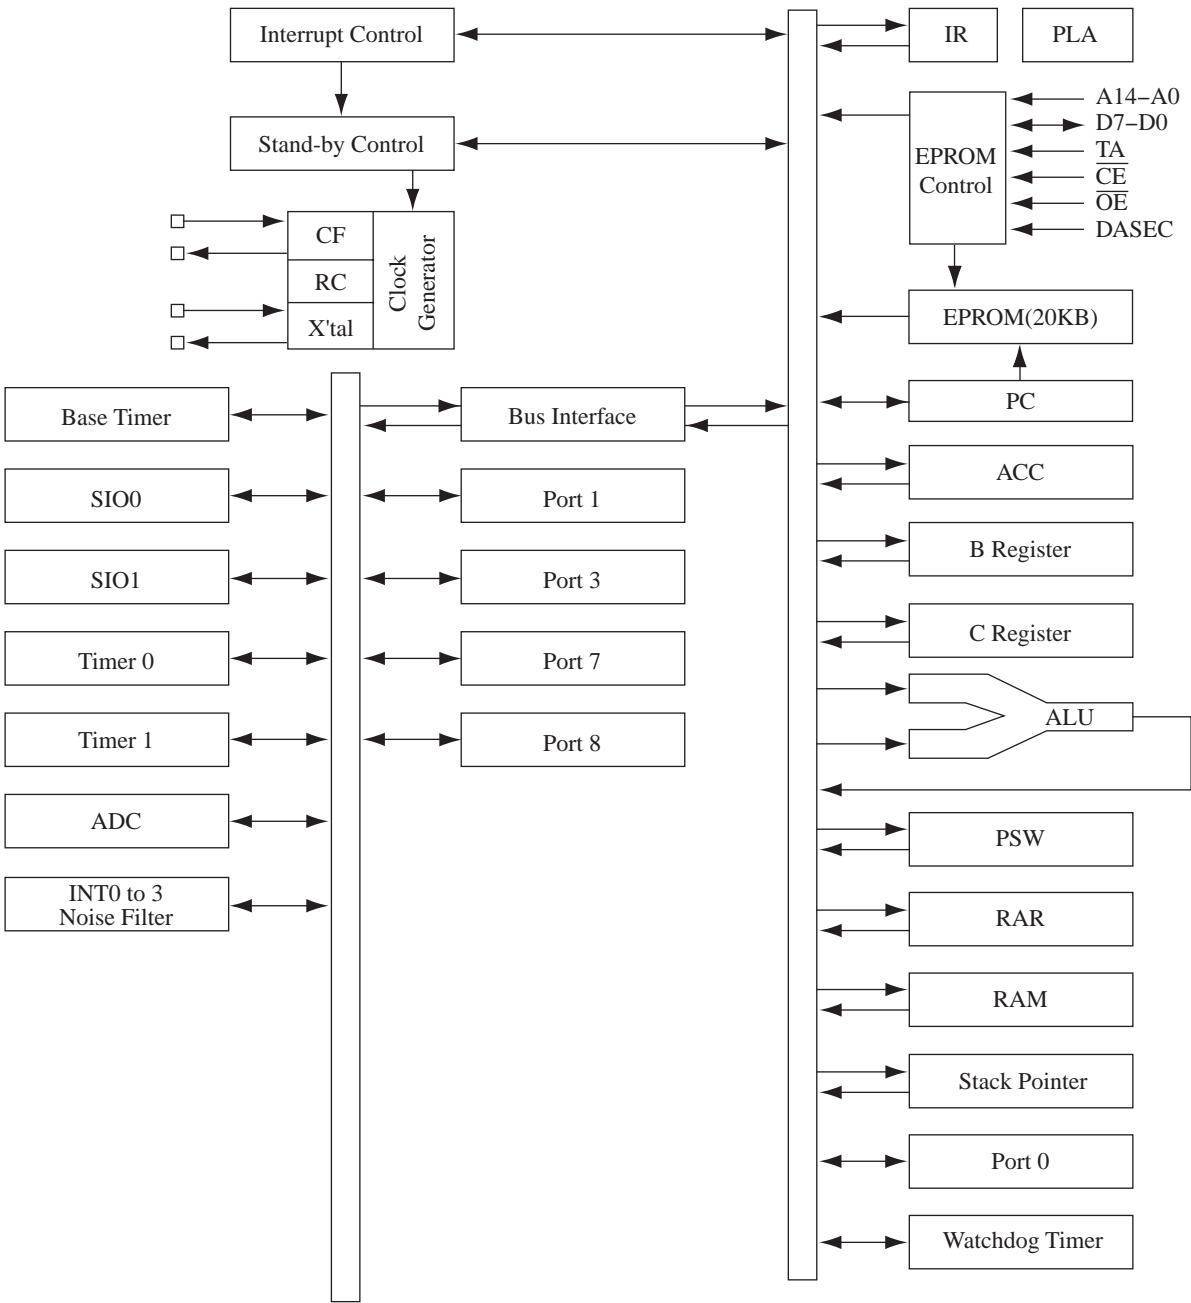 Interrupt Control
IR
PLA
Stand-by Control
EPROM
Control
A14–A0
D7–D0
TA
C̅E̅
O̅E̅
DASEC
CF
RC
X'tal
Clock
Generator
EPROM(20KB)
PC
Base Timer
Bus Interface
ACC
SIO0
Port 1
B Register
SIO1
Port 3
C Register
Timer 0
Port 7
ALU
Timer 1
Port 8
ADC
PSW
INT0 to 3
Noise Filter
RAR
RAM
Stack Pointer
Port 0
Watchdog Timer